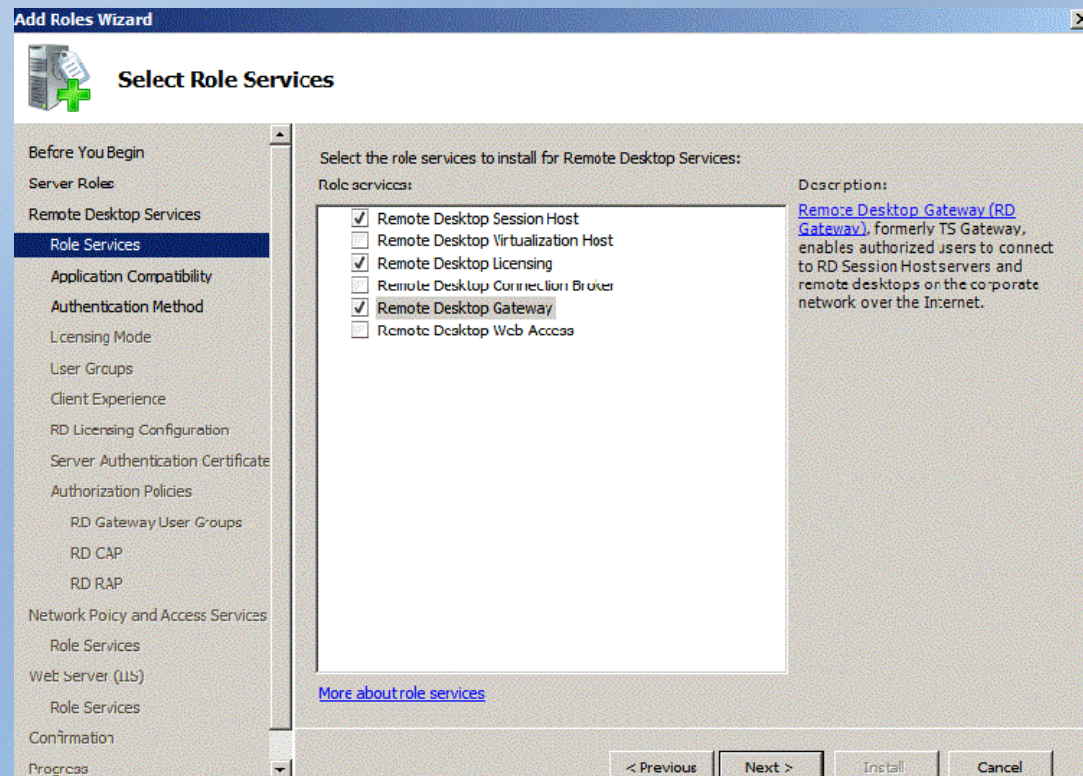 Add Roles Wizard
Select Role Services
Before You Begin
Server Roles
Remote Desktop Services
Role Services
Application Compatibility
Authentication Method
Licensing Mode
User Groups
Client Experience
RD Licensing Configuration
Server Authentication Certificate
Authorization Policies
RD Gateway User Groups
RD CAP
RD RAP
Network Policy and Access Services
Role Services
Web Server (IIS)
Role Services
Confirmation
Progress
Select the role services to install for Remote Desktop Services:
Role services:
Remote Desktop Session Host
Remote Desktop Virtualization Host
Remote Desktop Licensing
Remote Desktop Connection Broker
Remote Desktop Gateway
Remote Desktop Web Access
More about role services
Description:
Remote Desktop Gateway (RD
Gateway), formerly TS Gateway,
enables authorized users to connect
to RD Session Host servers and
remote desktops on the corporate
network over the Internet.
< Previous
Next >
Install
Cancel